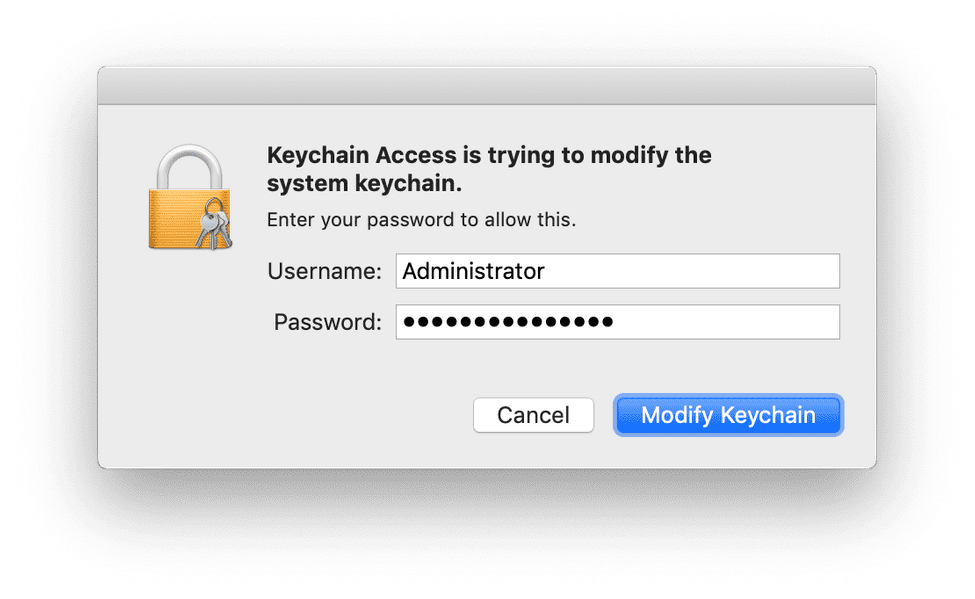 Keychain Access is trying to modify the
system keychain.
Enter your password to allow this.
Username: Administrator
Password: ●●●●●●●●●●●●●●●
Cancel Modify Keychain